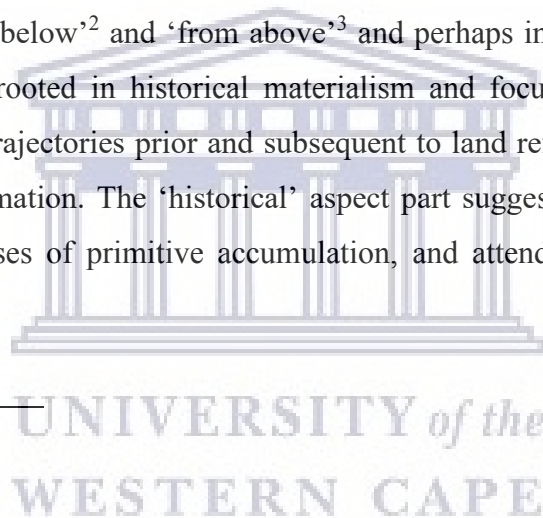 below’² and ‘from above’³ and perhaps in
rooted in historical materialism and focu
rajectories prior and subsequent to land re
mation. The ‘historical’ aspect part sugges
ses of primitive accumulation, and attend
UNIVERSITY of the
WESTERN CAPE